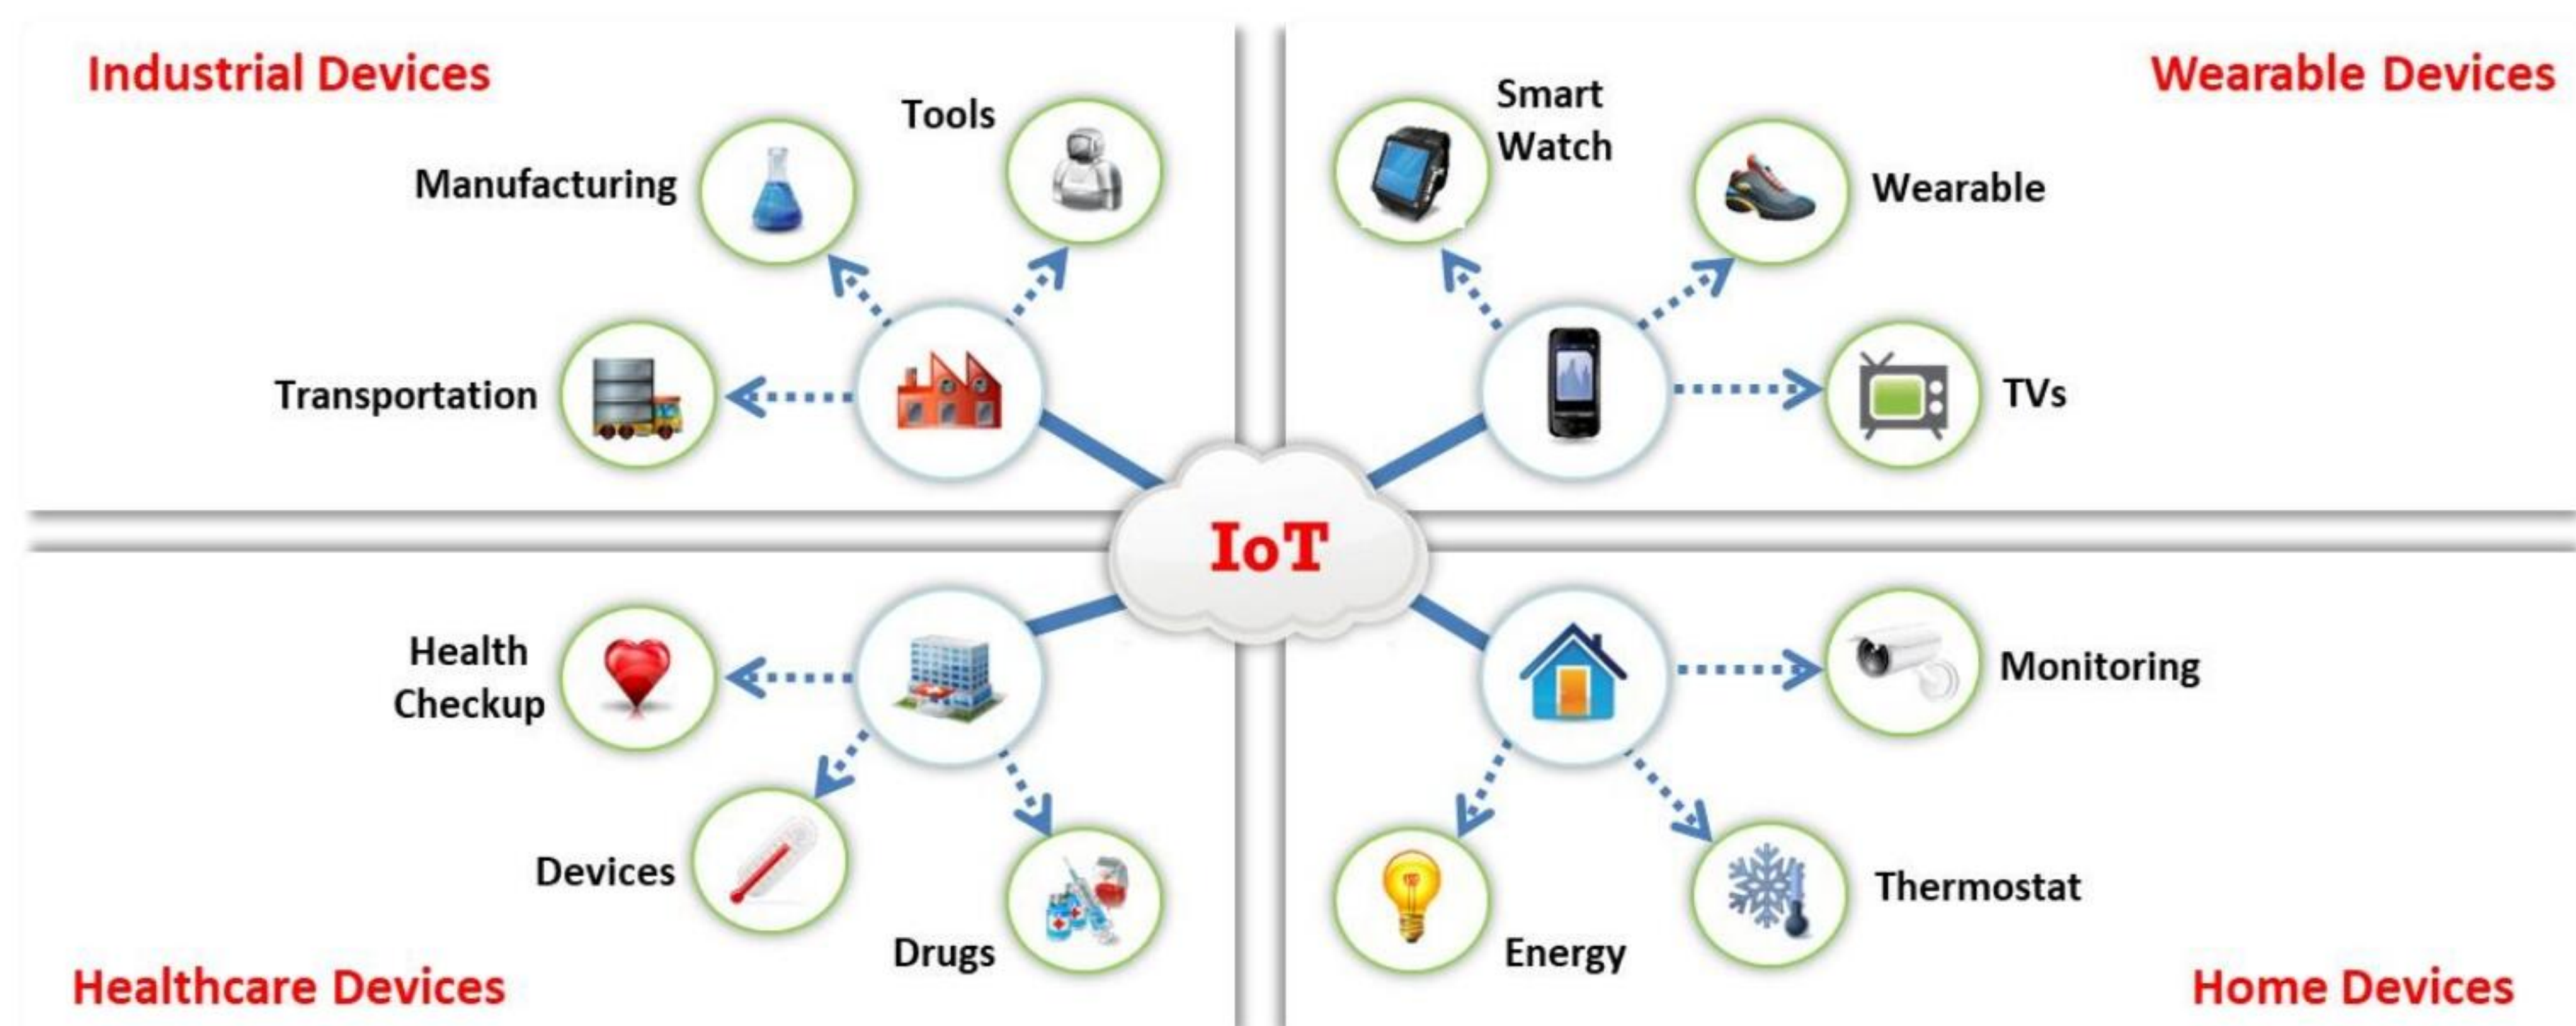 Industrial Devices
Tools
Manufacturing
Transportation
Smart
Watch
Wearable Devices
Wearable
TVs
IoT
Health
Checkup
Devices
Drugs
Healthcare Devices
Monitoring
Thermostat
Energy
Home Devices